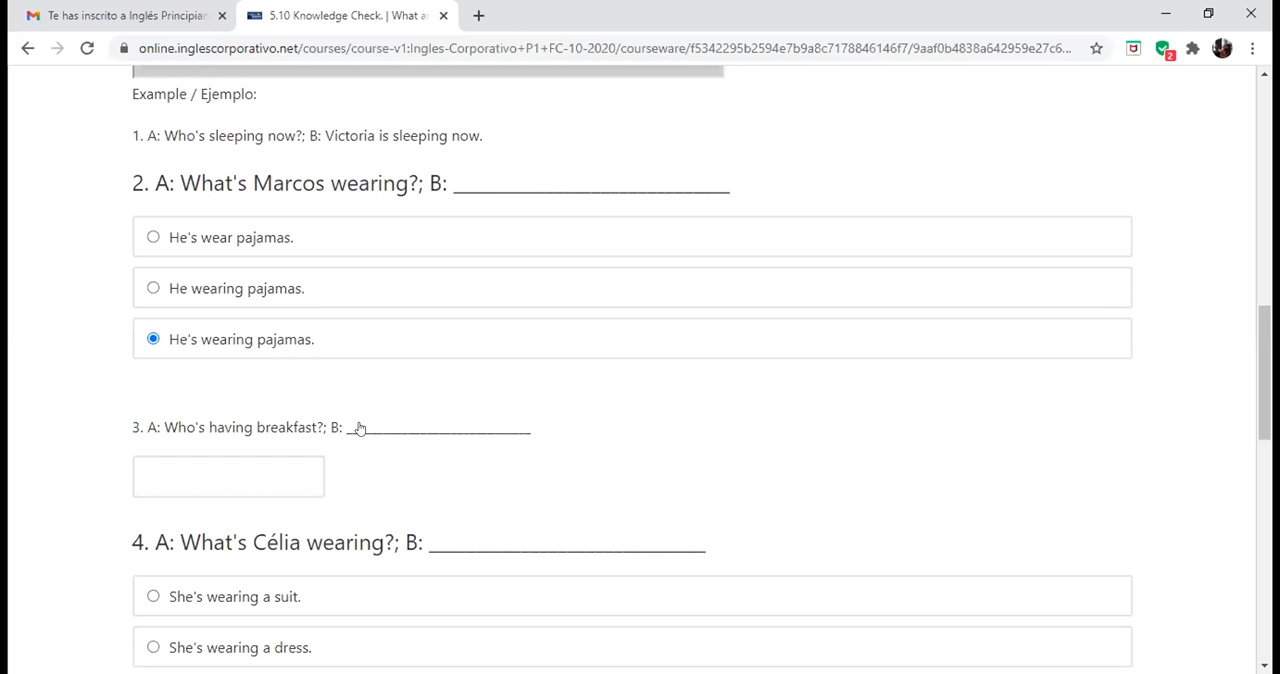 Te has inscrito a Inglés Principian
5.10 Knowledge Check. | What a
online.inglescorporativo.net/courses/course-v1:Ingles-Corporativo+P1+FC-10-2020/courseware/f5342295b2594e7b9a8c7178846146f7/9aaf0b4838a642959e27c6...
2
Example / Ejemplo:
1. A: Who's sleeping now?; B: Victoria is sleeping now.
2. A: What's Marcos wearing?; B: ___________________________
He's wear pajamas.
He wearing pajamas.
He's wearing pajamas.
3. A: Who's having breakfast?; B: ___________________________
4. A: What's Célia wearing?; B: ___________________________
She's wearing a suit.
She's wearing a dress.